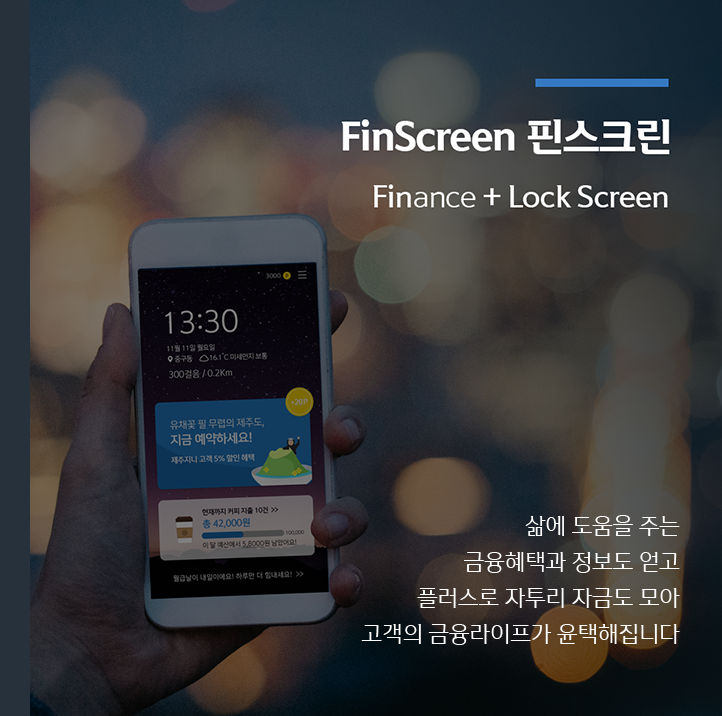 FinScreen 핀스크린
Finance + Lock Screen
3000 P
13:30
11월 11일 월요일
중구동 16.1°C 미세먼지 보통
300걸음 / 0.2Km
+20P
유채꽃 필 무렵의 제주도,
지금 예약하세요!
제주지니 고객 5% 할인 혜택
현재까지 커피 지출 10건 >>
총 42,000원
100,000
이 달 예산에서 5,8000원 남았어요!
월급날이 내일이에요! 하루만 더 힘내세요! >>
삶에 도움을 주는
금융혜택과 정보도 얻고
플러스로 자투리 자금도 모아
고객의 금융라이프가 윤택해집니다